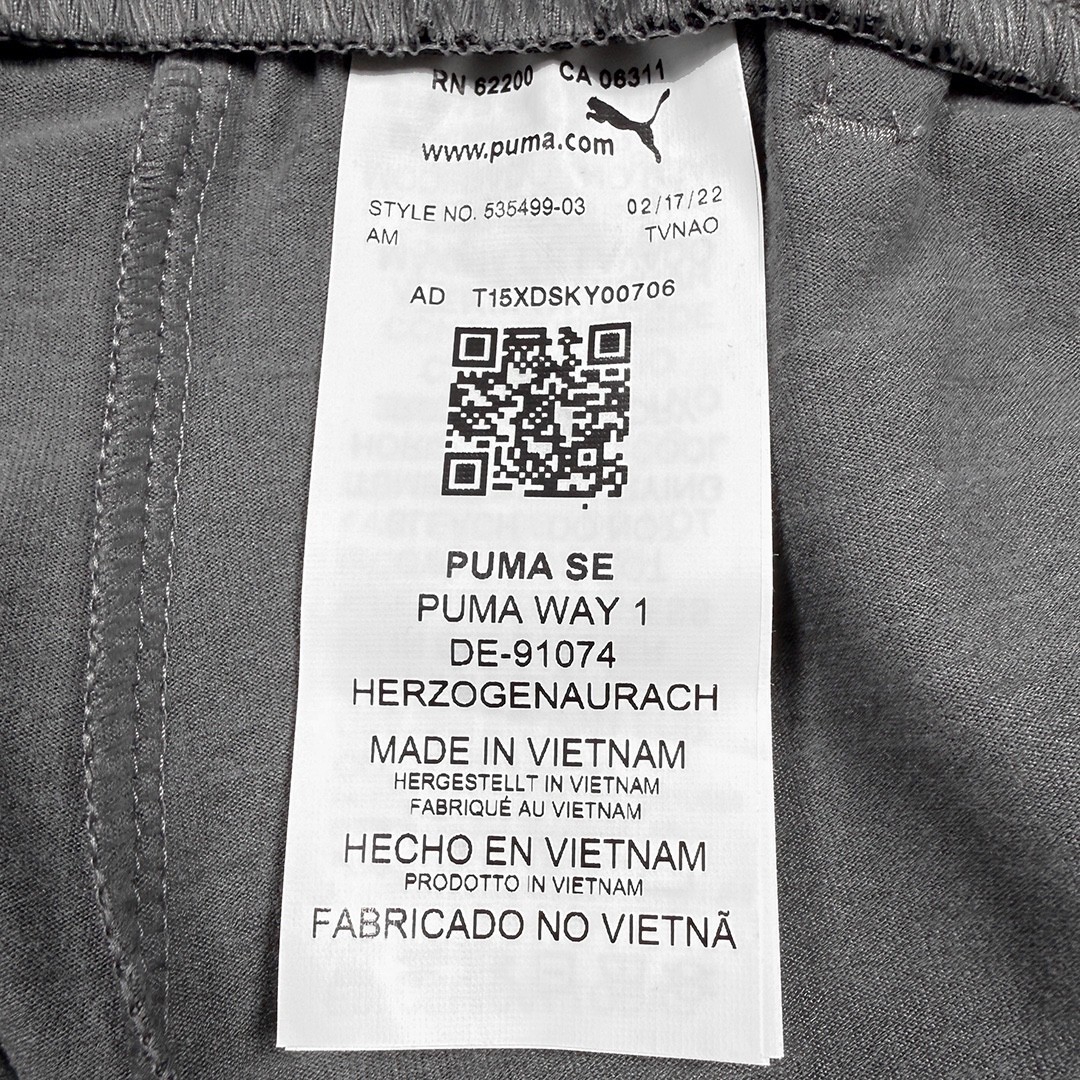 RN 62200 CA 06311
www.puma.com
STYLE NO. 535499-03 02/17/22
AM TVNAO
AD T15XDSKY00706
PUMA SE
PUMA WAY 1
DE-91074
HERZOGENAURACH
MADE IN VIETNAM
HERGESTELLT IN VIETNAM
FABRIQUÉ AU VIETNAM
HECHO EN VIETNAM
PRODOTTO IN VIETNAM
FABRICADO NO VIETNÃ